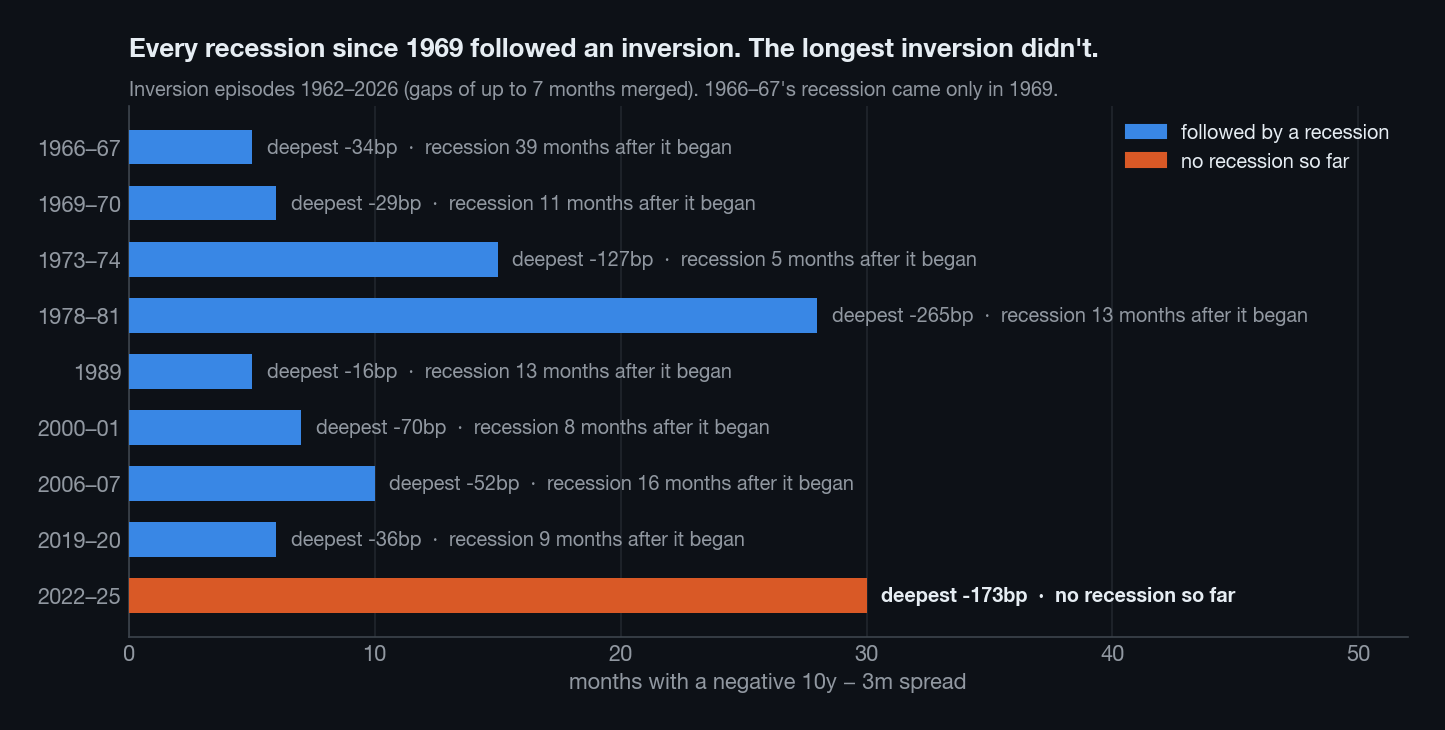 Every recession since 1969 followed an inversion. The longest inversion didn't.
Inversion episodes 1962–2026 (gaps of up to 7 months merged). 1966–67's recession came only in 1969.
followed by a recession
no recession so far
1966–67 deepest -34bp · recession 39 months after it began
1969–70 deepest -29bp · recession 11 months after it began
1973–74 deepest -127bp · recession 5 months after it began
1978–81 deepest -265bp · recession 13 months after it began
1989 deepest -16bp · recession 13 months after it began
2000–01 deepest -70bp · recession 8 months after it began
2006–07 deepest -52bp · recession 16 months after it began
2019–20 deepest -36bp · recession 9 months after it began
2022–25 deepest -173bp · no recession so far
0 10 20 30 40 50
months with a negative 10y – 3m spread